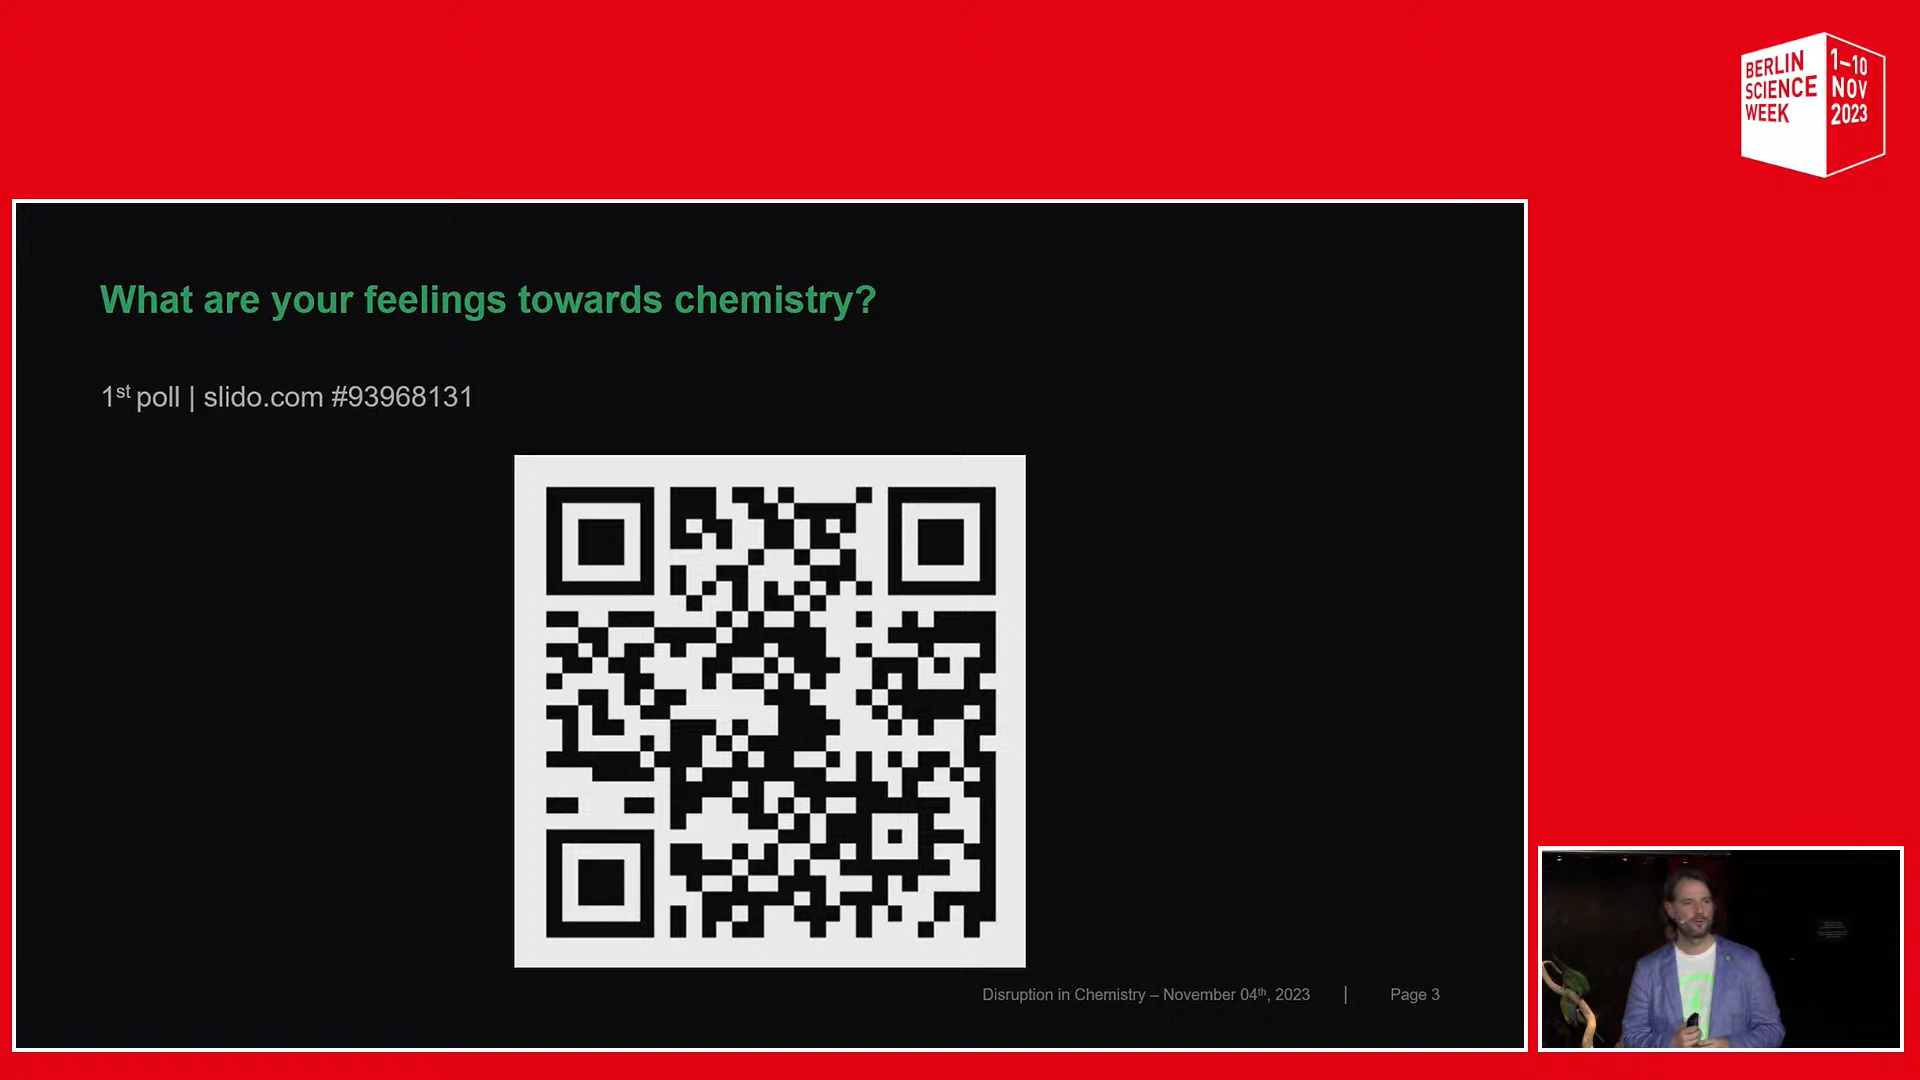 BERLIN
SCIENCE
WEEK
1–10
NOV
2023
What are your feelings towards chemistry?
1st poll | slido.com #93968131
Disruption in Chemistry – November 04th, 2023 | Page 3